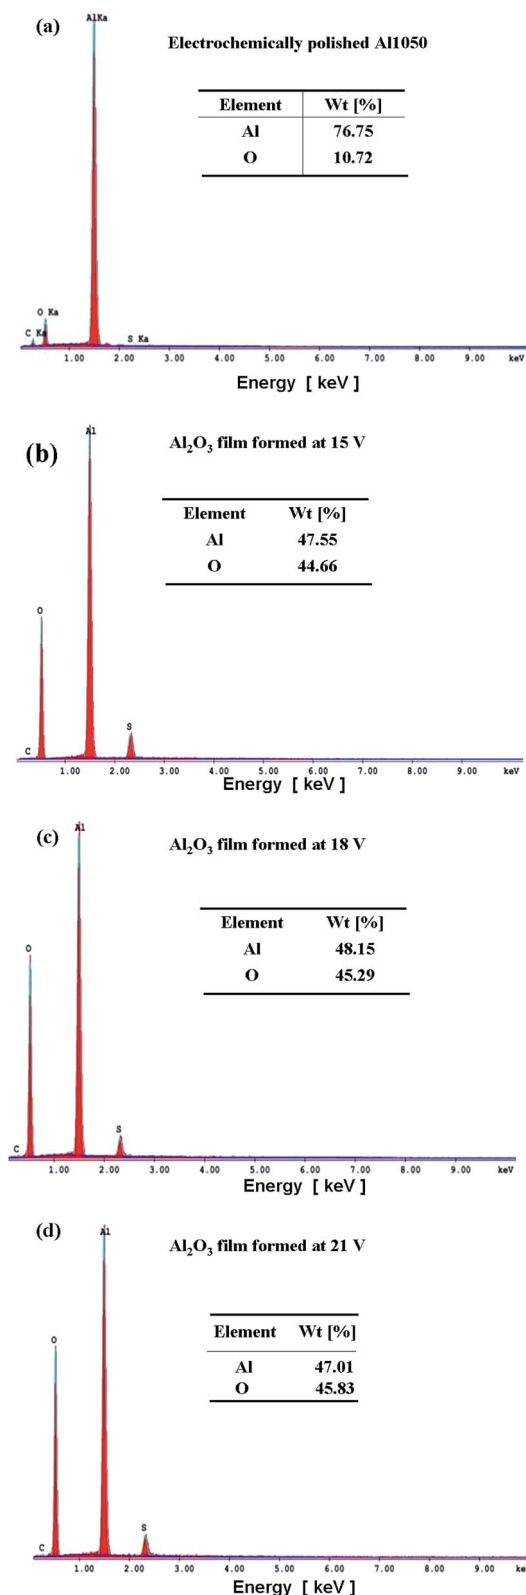 (a)
AlKa
Electrochemically polished Al1050
Element Wt [%]
Al 76.75
O 10.72
O Ka
C Ka
S Ka
1.00 2.00 3.00 4.00 5.00 6.00 7.00 8.00 9.00 keV
Energy [ keV ]
(b)
Al
Al₂O₃ film formed at 15 V
Element Wt [%]
Al 47.55
O 44.66
O
S
C
1.00 2.00 3.00 4.00 5.00 6.00 7.00 8.00 9.00 keV
Energy [ keV ]
(c)
Al
Al₂O₃ film formed at 18 V
Element Wt [%]
Al 48.15
O 45.29
O
S
C
1.00 2.00 3.00 4.00 5.00 6.00 7.00 8.00 9.00 keV
Energy [ keV ]
(d)
Al
Al₂O₃ film formed at 21 V
Element Wt [%]
Al 47.01
O 45.83
O
S
C
1.00 2.00 3.00 4.00 5.00 6.00 7.00 8.00 9.00 keV
Energy [ keV ]